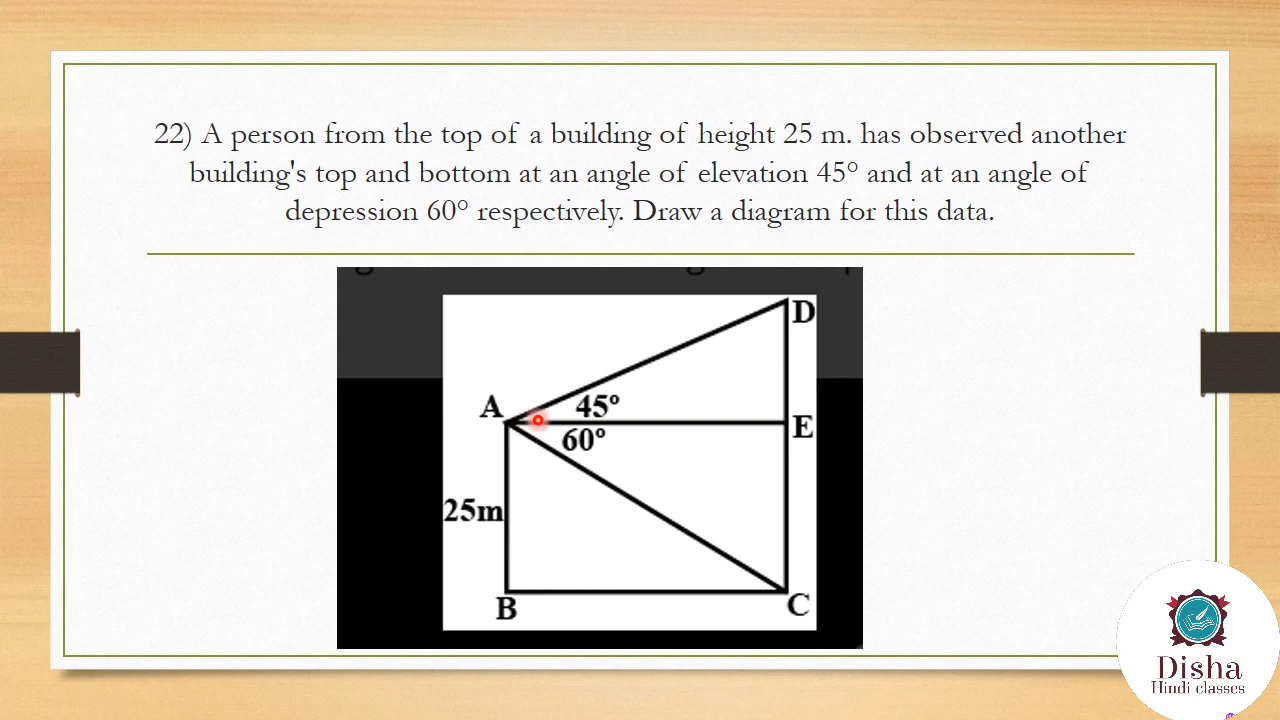 22) A person from the top of a building of height 25 m. has observed another
building's top and bottom at an angle of elevation 45° and at an angle of
depression 60° respectively. Draw a diagram for this data.
D
A
45º
E
60º
25m
B
C
Disha
Hindi classes